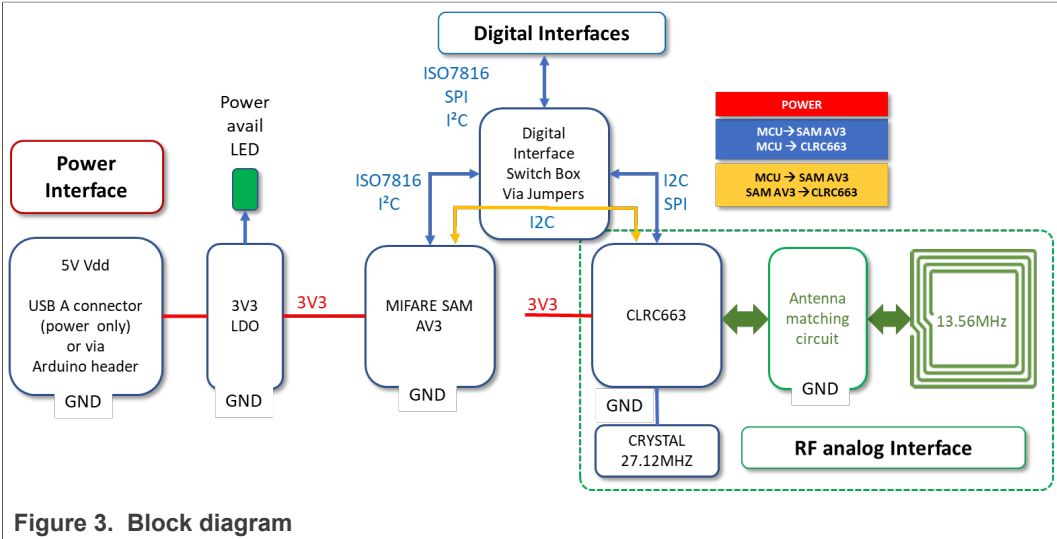 Digital Interfaces
ISO7816
SPI
I²C
Power
avail
LED
POWER
MCU→SAM AV3
MCU → CLRC663
MCU → SAM AV3
SAM AV3 →CLRC663
Power
Interface
Digital
Interface
Switch Box
Via Jumpers
ISO7816
I²C
I2C
SPI
I2C
5V Vdd
USB A connector
(power only)
or via
Arduino header
GND
3V3
LDO
GND
3V3
MIFARE SAM
AV3
GND
3V3
CLRC663
GND
Antenna
matching
circuit
GND
13.56MHz
CRYSTAL
27.12MHZ
RF analog Interface
Figure 3. Block diagram